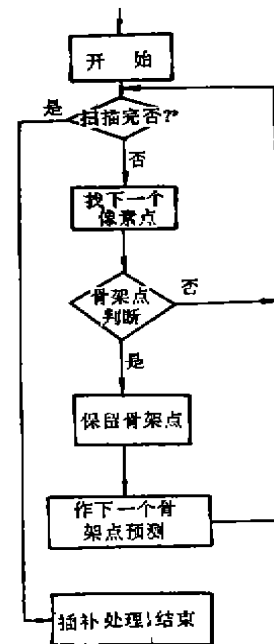 开 始
是
扫描完否?
否
找下一个
像素点
骨架点
判断
否
是
保留骨架点
作下一个骨
架点预测
插补处理结束